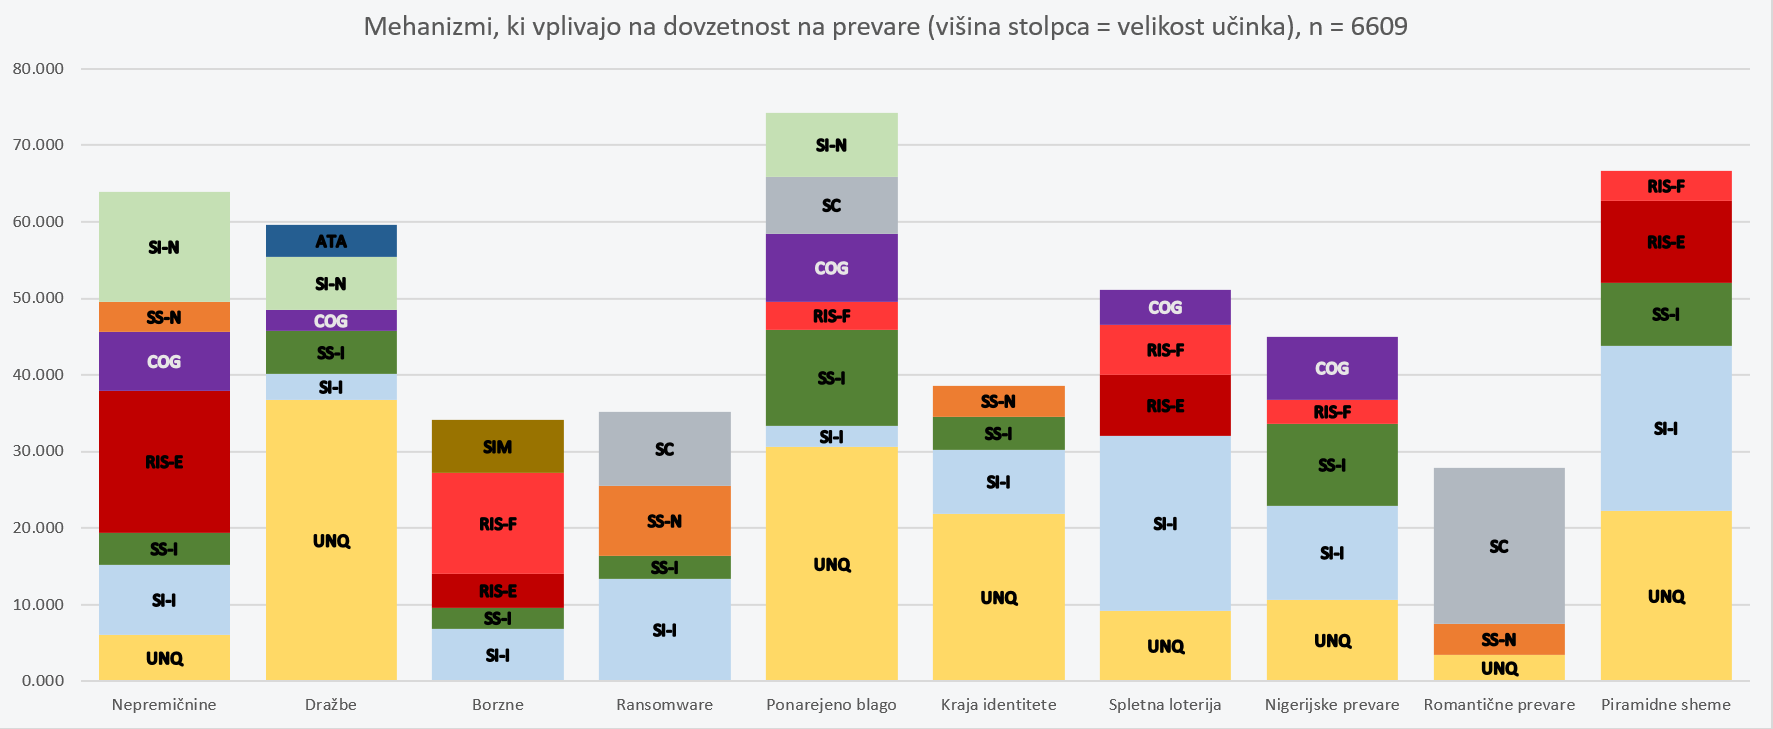 Mehanizmi, ki vplivajo na dovzetnost na prevare (višina stolpca = velikost učinka), n = 6609
80.000
70.000
60.000
50.000
40.000
30.000
20.000
10.000
0.000
SI-N
SS-N
COG
RIS-E
SS-I
SI-I
UNQ
ATA
SI-N
COG
SS-I
SI-I
UNQ
SIM
RIS-F
RIS-E
SS-I
SI-I
SC
SS-N
SS-I
SI-I
SI-N
SC
COG
RIS-F
SS-I
SI-I
UNQ
SS-N
SS-I
SI-I
UNQ
COG
RIS-F
RIS-E
SI-I
UNQ
COG
RIS-F
SS-I
SI-I
UNQ
SC
SS-N
UNQ
RIS-F
RIS-E
SS-I
SI-I
UNQ
Nepremičnine
Dražbe
Borzne
Ransomware
Ponarejeno blago
Kraja identitete
Spletna loterija
Nigerijske prevare
Romantične prevare
Piramidne sheme